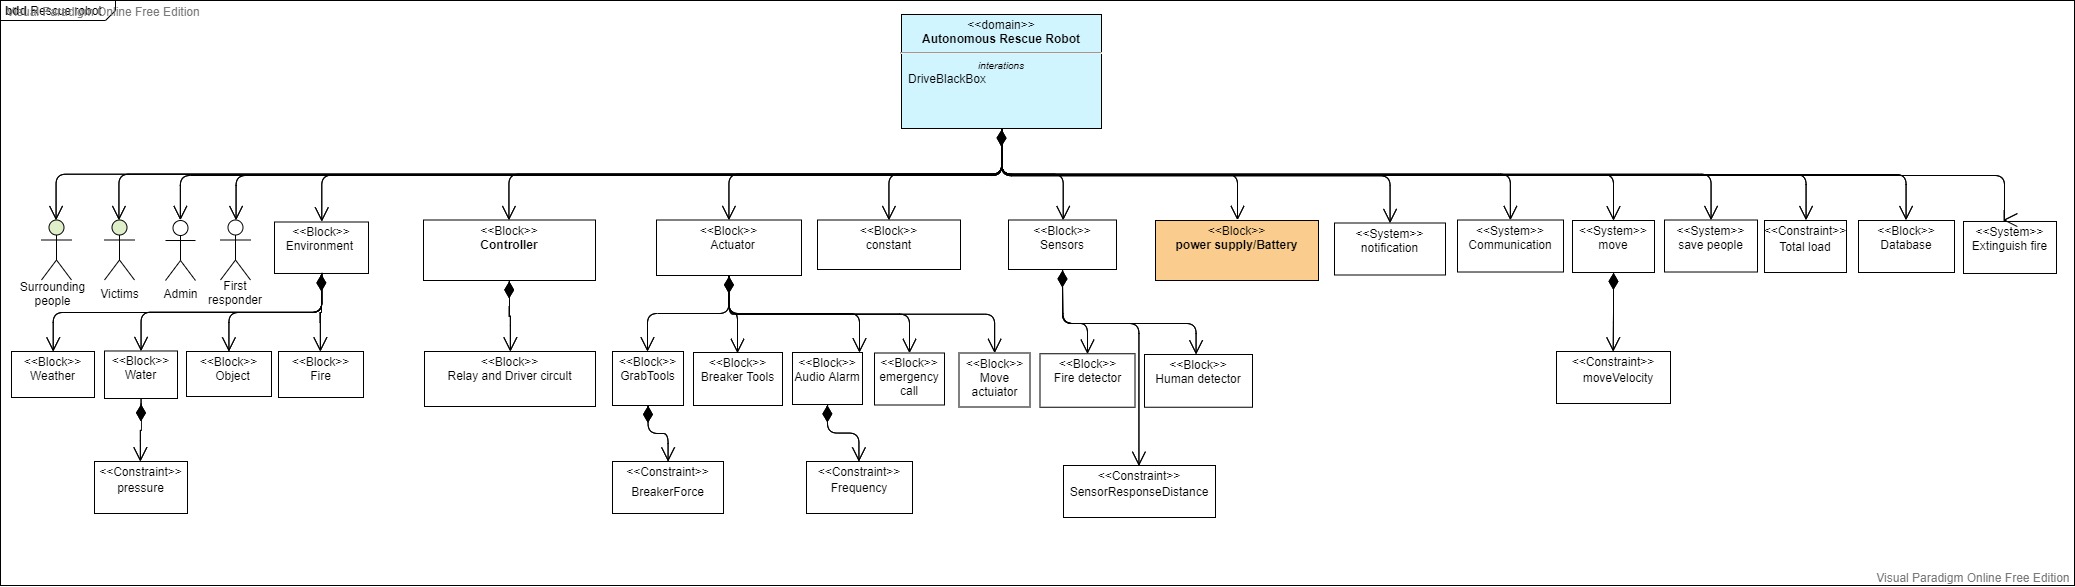 bdd Rescue robot
Visual Paradigm Online Free Edition
<<domain>>
Autonomous Rescue Robot
interations
DriveBlackBox
Surrounding
people
Victims
Admin
First
responder
<<Block>>
Environment
<<Block>>
Controller
<<Block>>
Actuator
<<Block>>
constant
<<Block>>
Sensors
<<Block>>
power supply/Battery
<<System>>
notification
<<System>>
Communication
<<System>>
move
<<System>>
save people
<<Constraint>>
Total load
<<Block>>
Database
<<System>>
Extinguish fire
<<Block>>
Weather
<<Block>>
Water
<<Block>>
Object
<<Block>>
Fire
<<Block>>
Relay and Driver circult
<<Block>>
GrabTools
<<Block>>
Breaker Tools
<<Block>>
Audio Alarm
<<Block>>
emergency
call
<<Block>>
Move
actuiator
<<Block>>
Fire detector
<<Block>>
Human detector
<<Constraint>>
moveVelocity
<<Constraint>>
pressure
<<Constraint>>
BreakerForce
<<Constraint>>
Frequency
<<Constraint>>
SensorResponseDistance
Visual Paradigm Online Free Edition